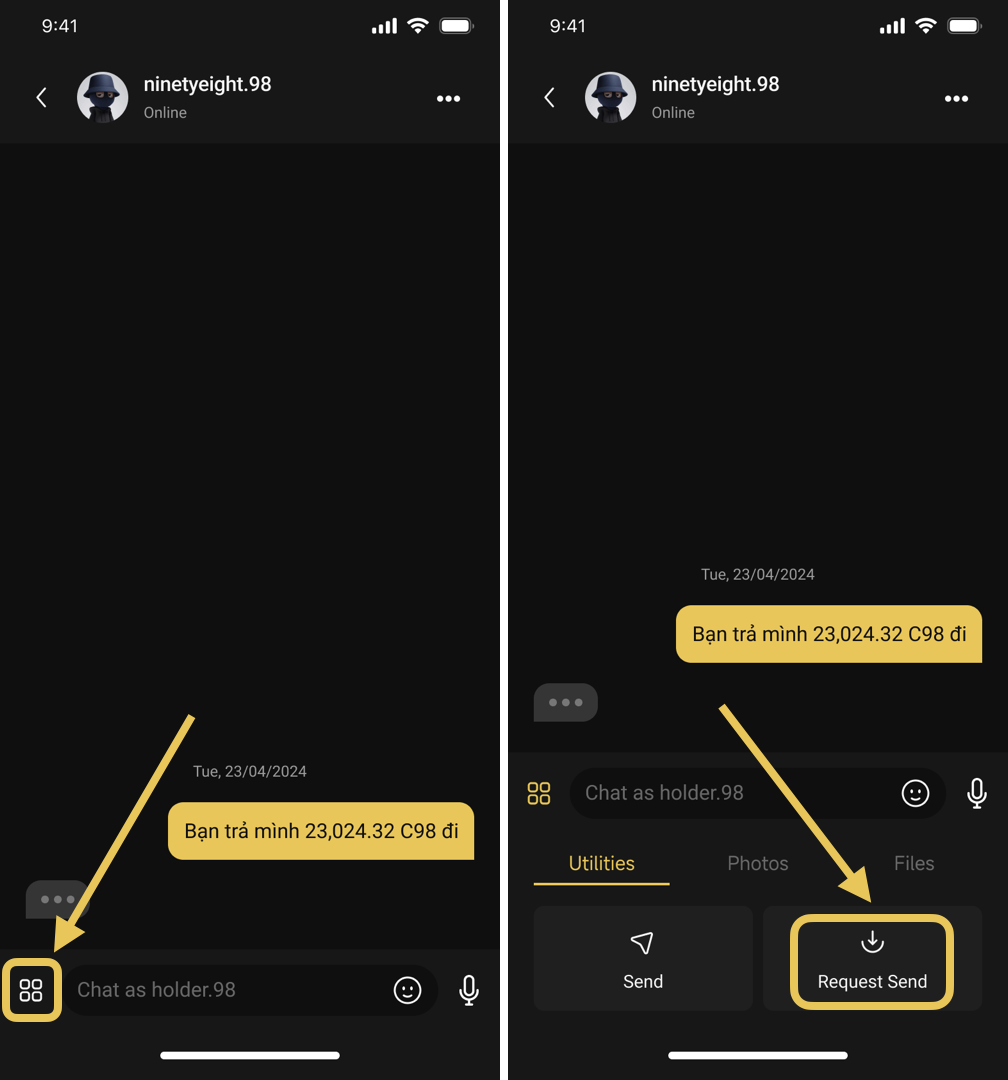 9:41
ninetyeight.98
Online
Tue, 23/04/2024
Bạn trả mình 23,024.32 C98 đi
Chat as holder.98
9:41
ninetyeight.98
Online
Tue, 23/04/2024
Bạn trả mình 23,024.32 C98 đi
Chat as holder.98
Utilities Photos Files
Send Request Send